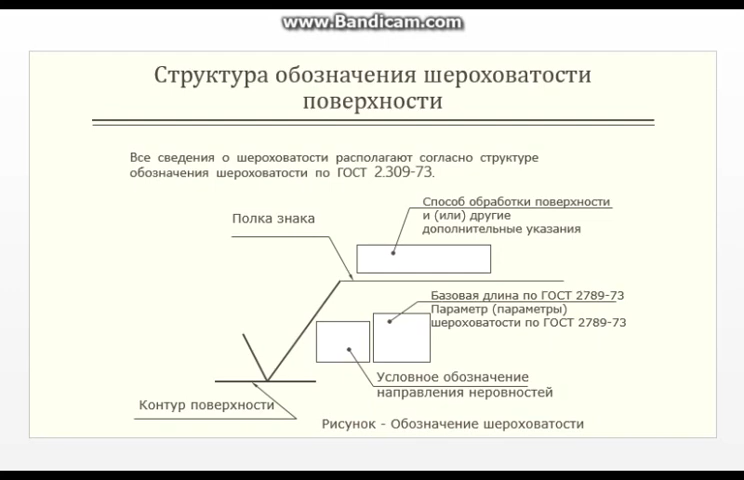 www.Bandicam.com
Структура обозначения шероховатости
поверхности
Все сведения о шероховатости располагают согласно структуре
обозначения шероховатости по ГОСТ 2.309-73.
Способ обработки поверхности
и (или) другие
дополнительные указания
Полка знака
Базовая длина по ГОСТ 2789-73
Параметр (параметры)
шероховатости по ГОСТ 2789-73
Условное обозначение
направления неровностей
Контур поверхности
Рисунок - Обозначение шероховатости